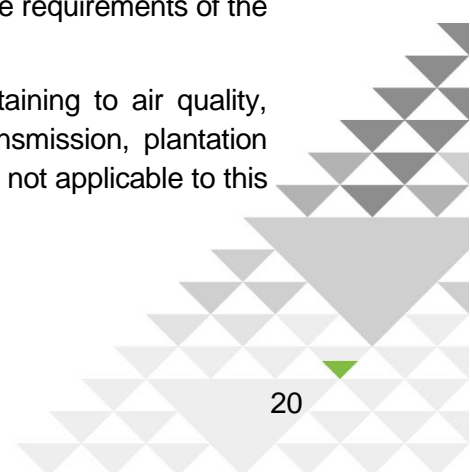 e requirements of the
taining to air quality,
nsmission, plantation
not applicable to this
20